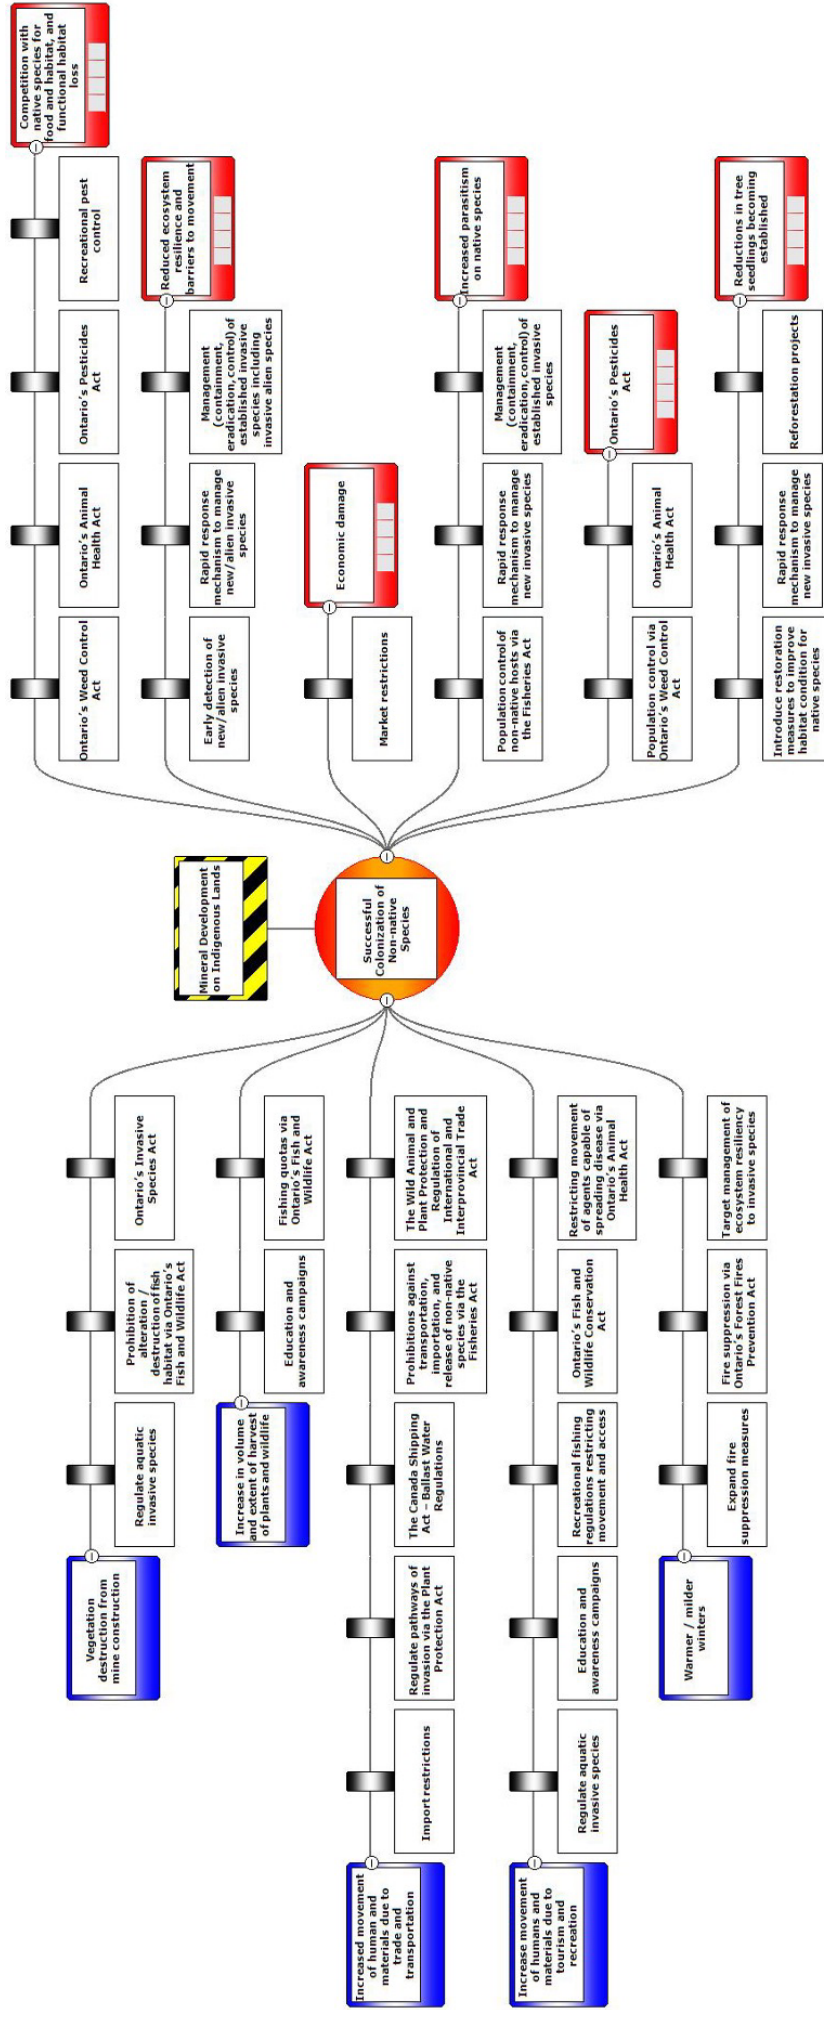 Vegetation
destruction from
mine construction
Regulate aquatic
invasive species
Prohibition of
alteration /
destruction of fish
habitat via Ontario's
Fish and Wildlife Act
Ontario's Invasive
Species Act
Increase in volume
and extent of harvest
of plants and wildlife
Education and
awareness campaigns
Fishing quotas via
Ontario's Fish and
Wildlife Act
Increased movement
of human and
materials due to
trade and
transportation
Import restrictions
Regulate pathways of
invasion via the Plant
Protection Act
The Canada Shipping
Act – Ballast Water
Regulations
Prohibitions against
transportation,
importation, and
release of non-native
species via the
Fisheries Act
The Wild Animal and
Plant Protection and
Regulation of
International and
Interprovincial Trade
Act
Increase movement
of humans and
materials due to
tourism and
recreation
Regulate aquatic
invasive species
Education and
awareness campaigns
Recreational fishing
regulations restricting
movement and access
Ontario's Fish and
Wildlife Conservation
Act
Restricting movement
of agents capable of
spreading disease via
Ontario's Animal
Health Act
Warmer / milder
winters
Expand fire
suppression measures
Fire suppression via
Ontario's Forest Fires
Prevention Act
Target management of
ecosystem resiliency
to invasive species
Mineral Development
on Indigenous Lands
Successful
Colonization of
Non-native
Species
Ontario's Weed Control
Act
Ontario's Animal
Health Act
Ontario's Pesticides
Act
Recreational pest
control
Competition with
native species for
food and habitat, and
functional habitat
loss
Early detection of
new/alien invasive
species
Rapid response
mechanism to manage
new/alien invasive
species
Management
(containment,
eradication, control) of
established invasive
species including
invasive alien species
Reduced ecosystem
resilience and
barriers to movement
Market restrictions
Economic damage
Population control of
non-native hosts via
the Fisheries Act
Rapid response
mechanism to manage
new invasive species
Management
(containment,
eradication, control) of
established invasive
species
Increased parasitism
on native species
Population control via
Ontario's Weed Control
Act
Ontario's Animal
Health Act
Ontario's Pesticides
Act
Introduce restoration
measures to improve
habitat condition for
native species
Rapid response
mechanism to manage
new invasive species
Reforestation projects
Reductions in tree
seedlings becoming
established